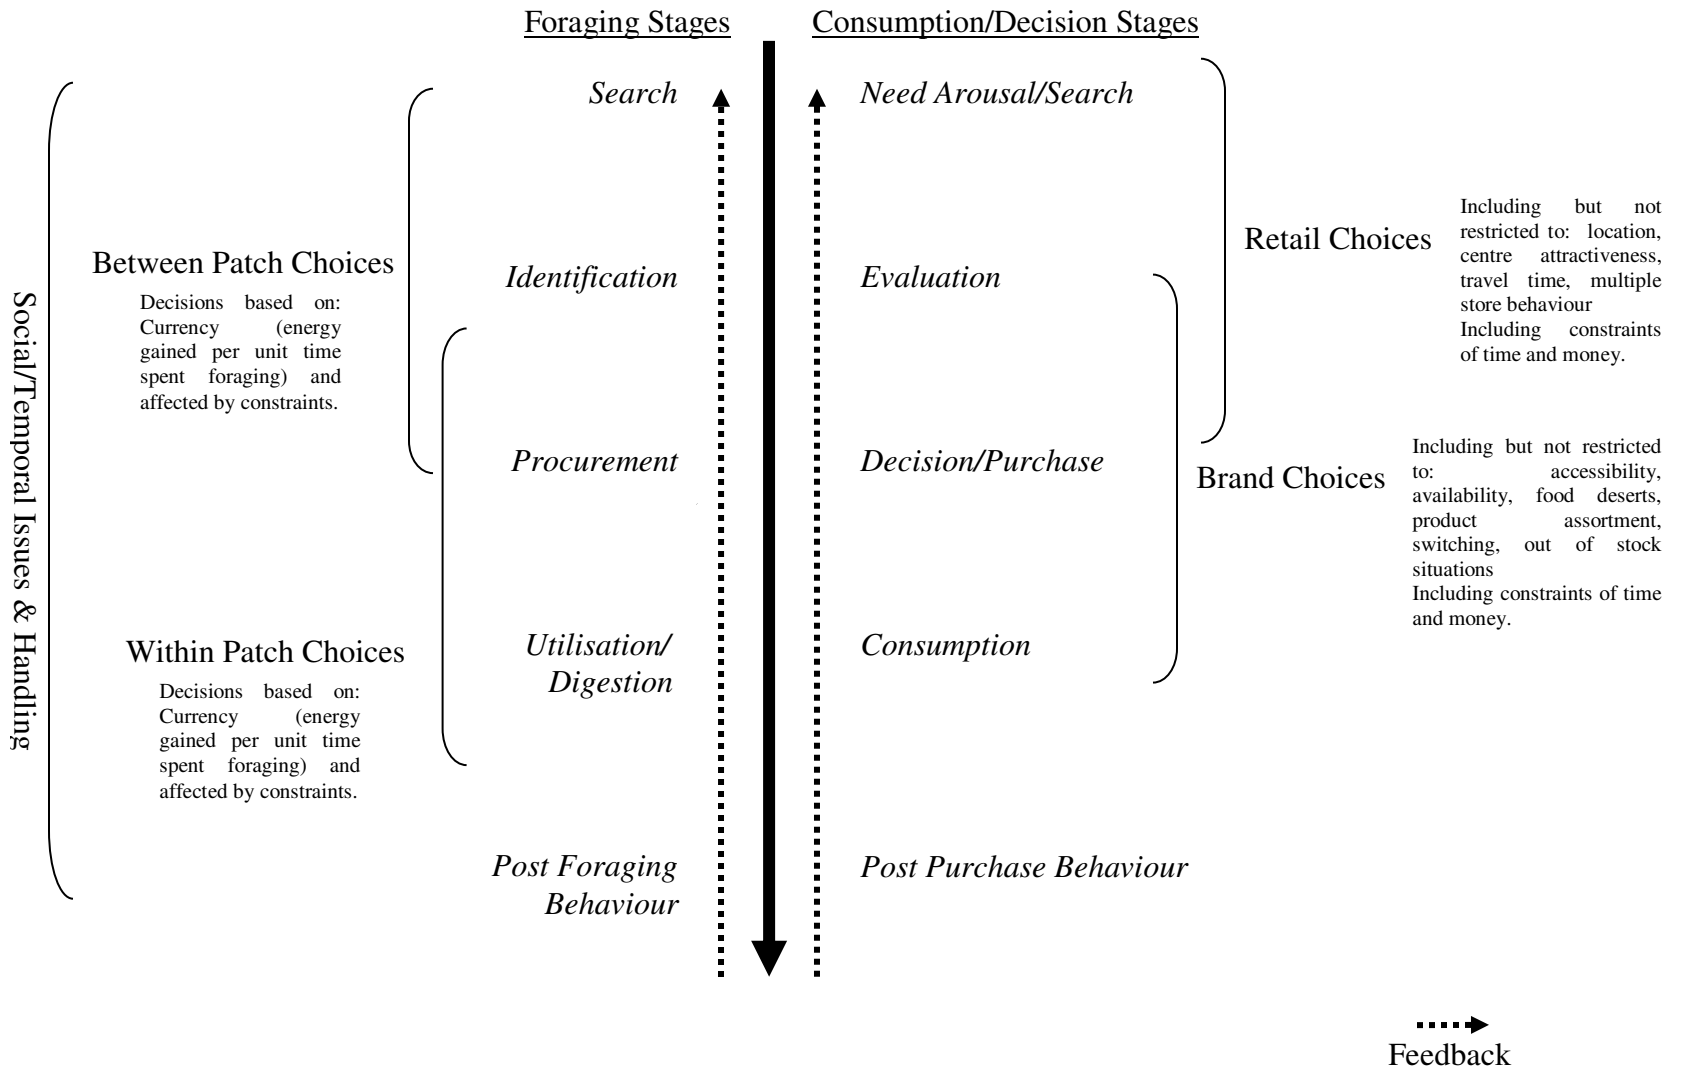 Foraging Stages
Consumption/Decision Stages
Social/Temporal Issues & Handling
Between Patch Choices
Decisions based on:
Currency (energy
gained per unit time
spent foraging) and
affected by constraints.
Within Patch Choices
Decisions based on:
Currency (energy
gained per unit time
spent foraging) and
affected by constraints.
Search
Identification
Procurement
Utilisation/
Digestion
Post Foraging
Behaviour
Need Arousal/Search
Evaluation
Decision/Purchase
Consumption
Post Purchase Behaviour
Retail Choices
Including but not
restricted to: location,
centre attractiveness,
travel time, multiple
store behaviour
Including constraints
of time and money.
Brand Choices
Including but not restricted
to: accessibility,
availability, food deserts,
product assortment,
switching, out of stock
situations
Including constraints of time
and money.
Feedback